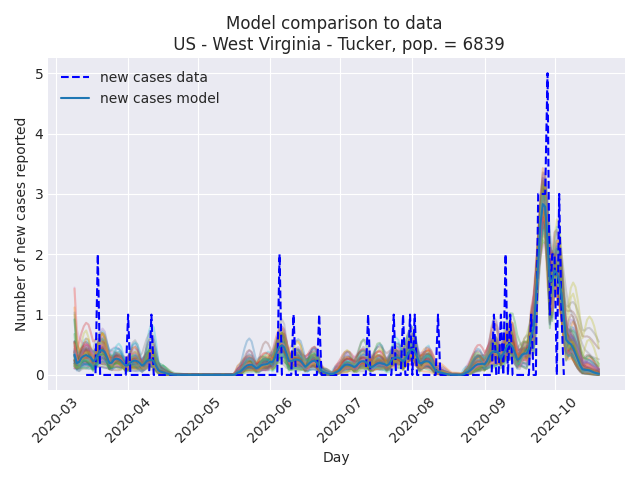 Model comparison to data
US - West Virginia - Tucker, pop. = 6839
new cases data
new cases model
Number of new cases reported
5
4
3
2
1
0
2020-03
2020-04
2020-05
2020-06
2020-07
2020-08
2020-09
2020-10
Day